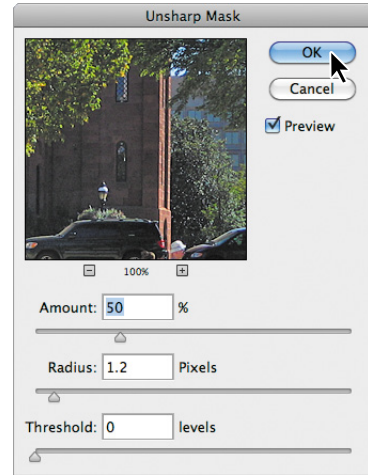 Unsharp Mask
OK
Cancel
Preview
100%
Amount: 50 %
Radius: 1.2 Pixels
Threshold: 0 levels